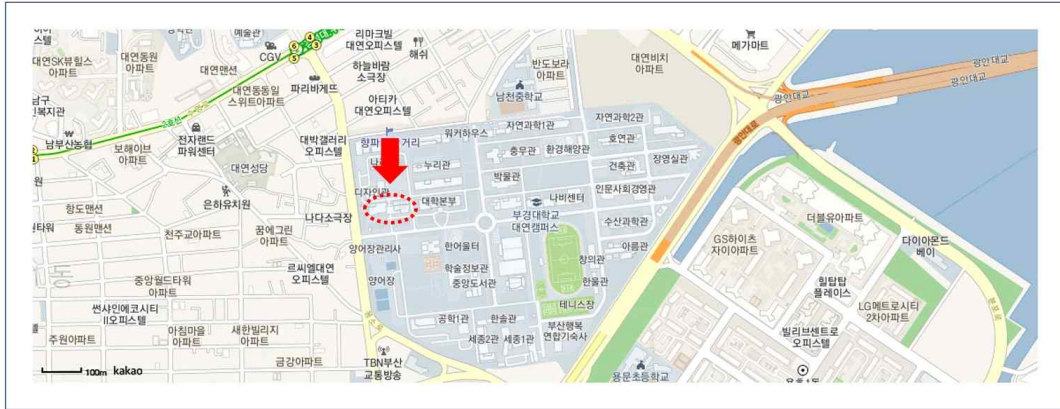 예술관
CGV
6
4
5
3
리마크빌
대연오피스텔
해쉬
메가마트
대연SK뷰힐스
아파트
대연동원
아파트
대연맨션
하늘바람
소극장
반도보라
아파트
대연비치
아파트
광안대교
광안대교
파리바게뜨
대연동동일
스위트아파트
아티카
대연오피스텔
남천중학교
2호선
남부산농협
보해이브
아파트
전자랜드
파워센터
대박갤러리
오피스텔
워커하우스
자연과학1관
자연과학2관
호연관
대연성당
누리관
충무관
환경해양관
장영실관
건축관
박물관
은하유치원
디자인관
대학본부
나비센터
인문사회경영관
항도맨션
나다소극장
부경대학교
대연캠퍼스
수산과학관
더블유아파트
동원맨션
천주교아파트
꿈에그린
아파트
양어장관리사
한어울터
아름관
GS하이츠
자이아파트
다이아몬드
베이
르씨엘대연
오피스텔
양어장
학술정보관
창의관
중앙월드타워
아파트
중앙도서관
한울관
힐탑탑
플레이스
썬샤인에코시티
II오피스텔
테니스장
LG메트로시티
2차아파트
공학1관
한솔관
부산행복
연합기숙사
빌리브센트로
오피스텔
주원아파트
아침마을
아파트
새한빌리지
아파트
세종2관
세종1관
금강아파트
TBN부산
교통방송
용문초등학교
100m
kakao